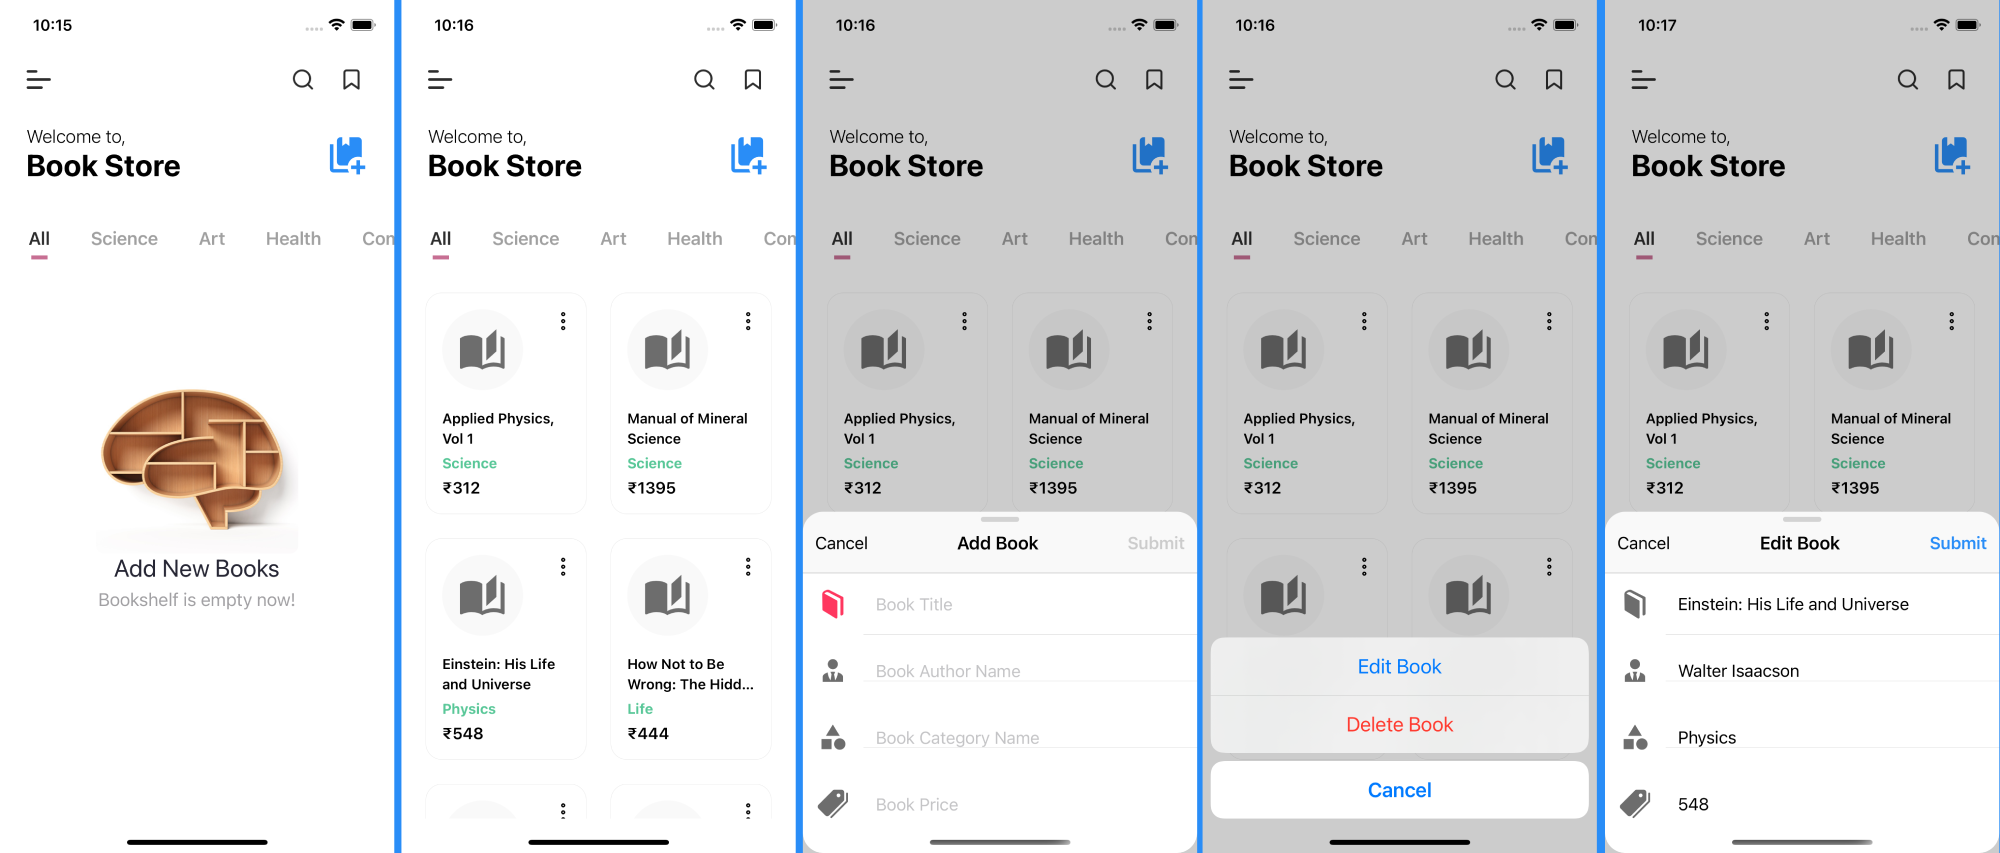 10:15
Welcome to,
Book Store
All Science Art Health Con
Add New Books
Bookshelf is empty now!
10:16
Welcome to,
Book Store
All Science Art Health Con
Applied Physics,
Vol 1
Science
₹312
Manual of Mineral
Science
Science
₹1395
Einstein: His Life
and Universe
Physics
₹548
How Not to Be
Wrong: The Hidd...
Life
₹444
10:16
Welcome to,
Book Store
All Science Art Health Con
Applied Physics,
Vol 1
Science
₹312
Manual of Mineral
Science
Science
₹1395
Cancel Add Book Submit
Book Title
Book Author Name
Book Category Name
Book Price
10:16
Welcome to,
Book Store
All Science Art Health Con
Applied Physics,
Vol 1
Science
₹312
Manual of Mineral
Science
Science
₹1395
Edit Book
Delete Book
Cancel
10:17
Welcome to,
Book Store
All Science Art Health Com
Applied Physics,
Vol 1
Science
₹312
Manual of Mineral
Science
Science
₹1395
Cancel Edit Book Submit
Einstein: His Life and Universe
Walter Isaacson
Physics
548